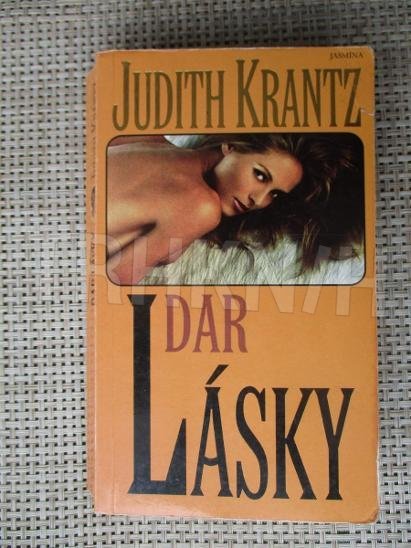 JASMÍNA
JUDITH KRANTZ
DAR
LÁSKY